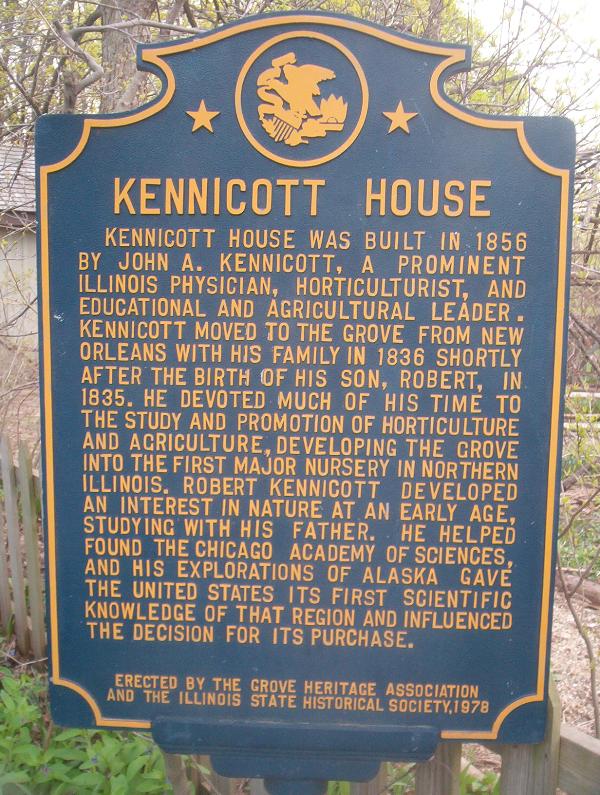 KENNICOTT HOUSE
KENNICOTT HOUSE WAS BUILT IN 1856
BY JOHN A. KENNICOTT, A PROMINENT
ILLINOIS PHYSICIAN, HORTICULTURIST, AND
EDUCATIONAL AND AGRICULTURAL LEADER.
KENNICOTT MOVED TO THE GROVE FROM NEW
ORLEANS WITH HIS FAMILY IN 1836 SHORTLY
AFTER THE BIRTH OF HIS SON, ROBERT, IN
1835. HE DEVOTED MUCH OF HIS TIME TO
THE STUDY AND PROMOTION OF HORTICULTURE
AND AGRICULTURE, DEVELOPING THE GROVE
INTO THE FIRST MAJOR NURSERY IN NORTHERN
ILLINOIS. ROBERT KENNICOTT DEVELOPED
AN INTEREST IN NATURE AT AN EARLY AGE,
STUDYING WITH HIS FATHER. HE HELPED
FOUND THE CHICAGO ACADEMY OF SCIENCES,
AND HIS EXPLORATIONS OF ALASKA GAVE
THE UNITED STATES ITS FIRST SCIENTIFIC
KNOWLEDGE OF THAT REGION AND INFLUENCED
THE DECISION FOR ITS PURCHASE.
ERECTED BY THE GROVE HERITAGE ASSOCIATION
AND THE ILLINOIS STATE HISTORICAL SOCIETY,1978